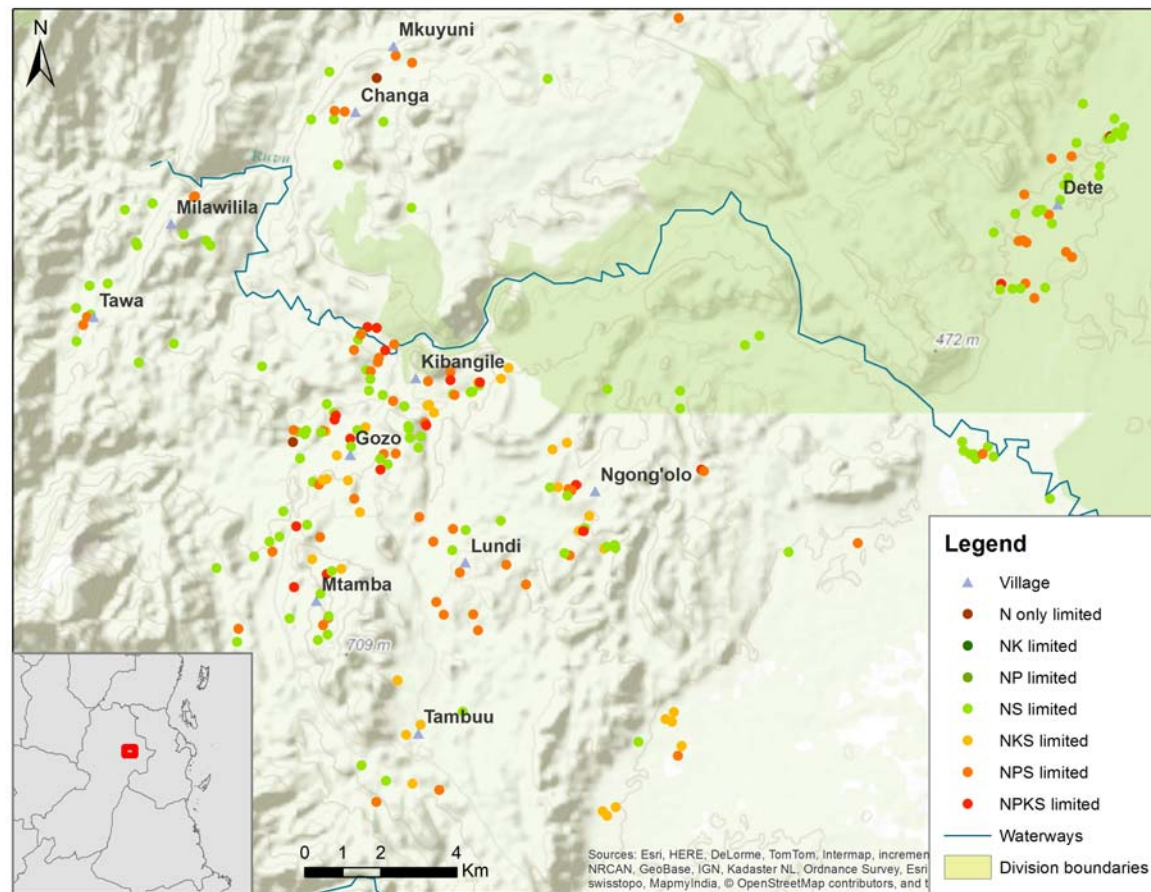 N
Mkuyuni
Changa
Ruvu
Milawilila
Dete
Tawa
472 m
Kibangile
Gozo
Ngong'olo
Lundi
Mtamba
709 m
Tambuu
Legend
Village
N only limited
NK limited
NP limited
NS limited
NKS limited
NPS limited
NPKS limited
Waterways
Division boundaries
0 1 2 4
Km
Sources: Esri, HERE, DeLorme, TomTom, Intermap, incremen
NRCAN, GeoBase, IGN, Kadaster NL, Ordnance Survey, Esri
swisstopo, MapmyIndia, © OpenStreetMap contributors, and t